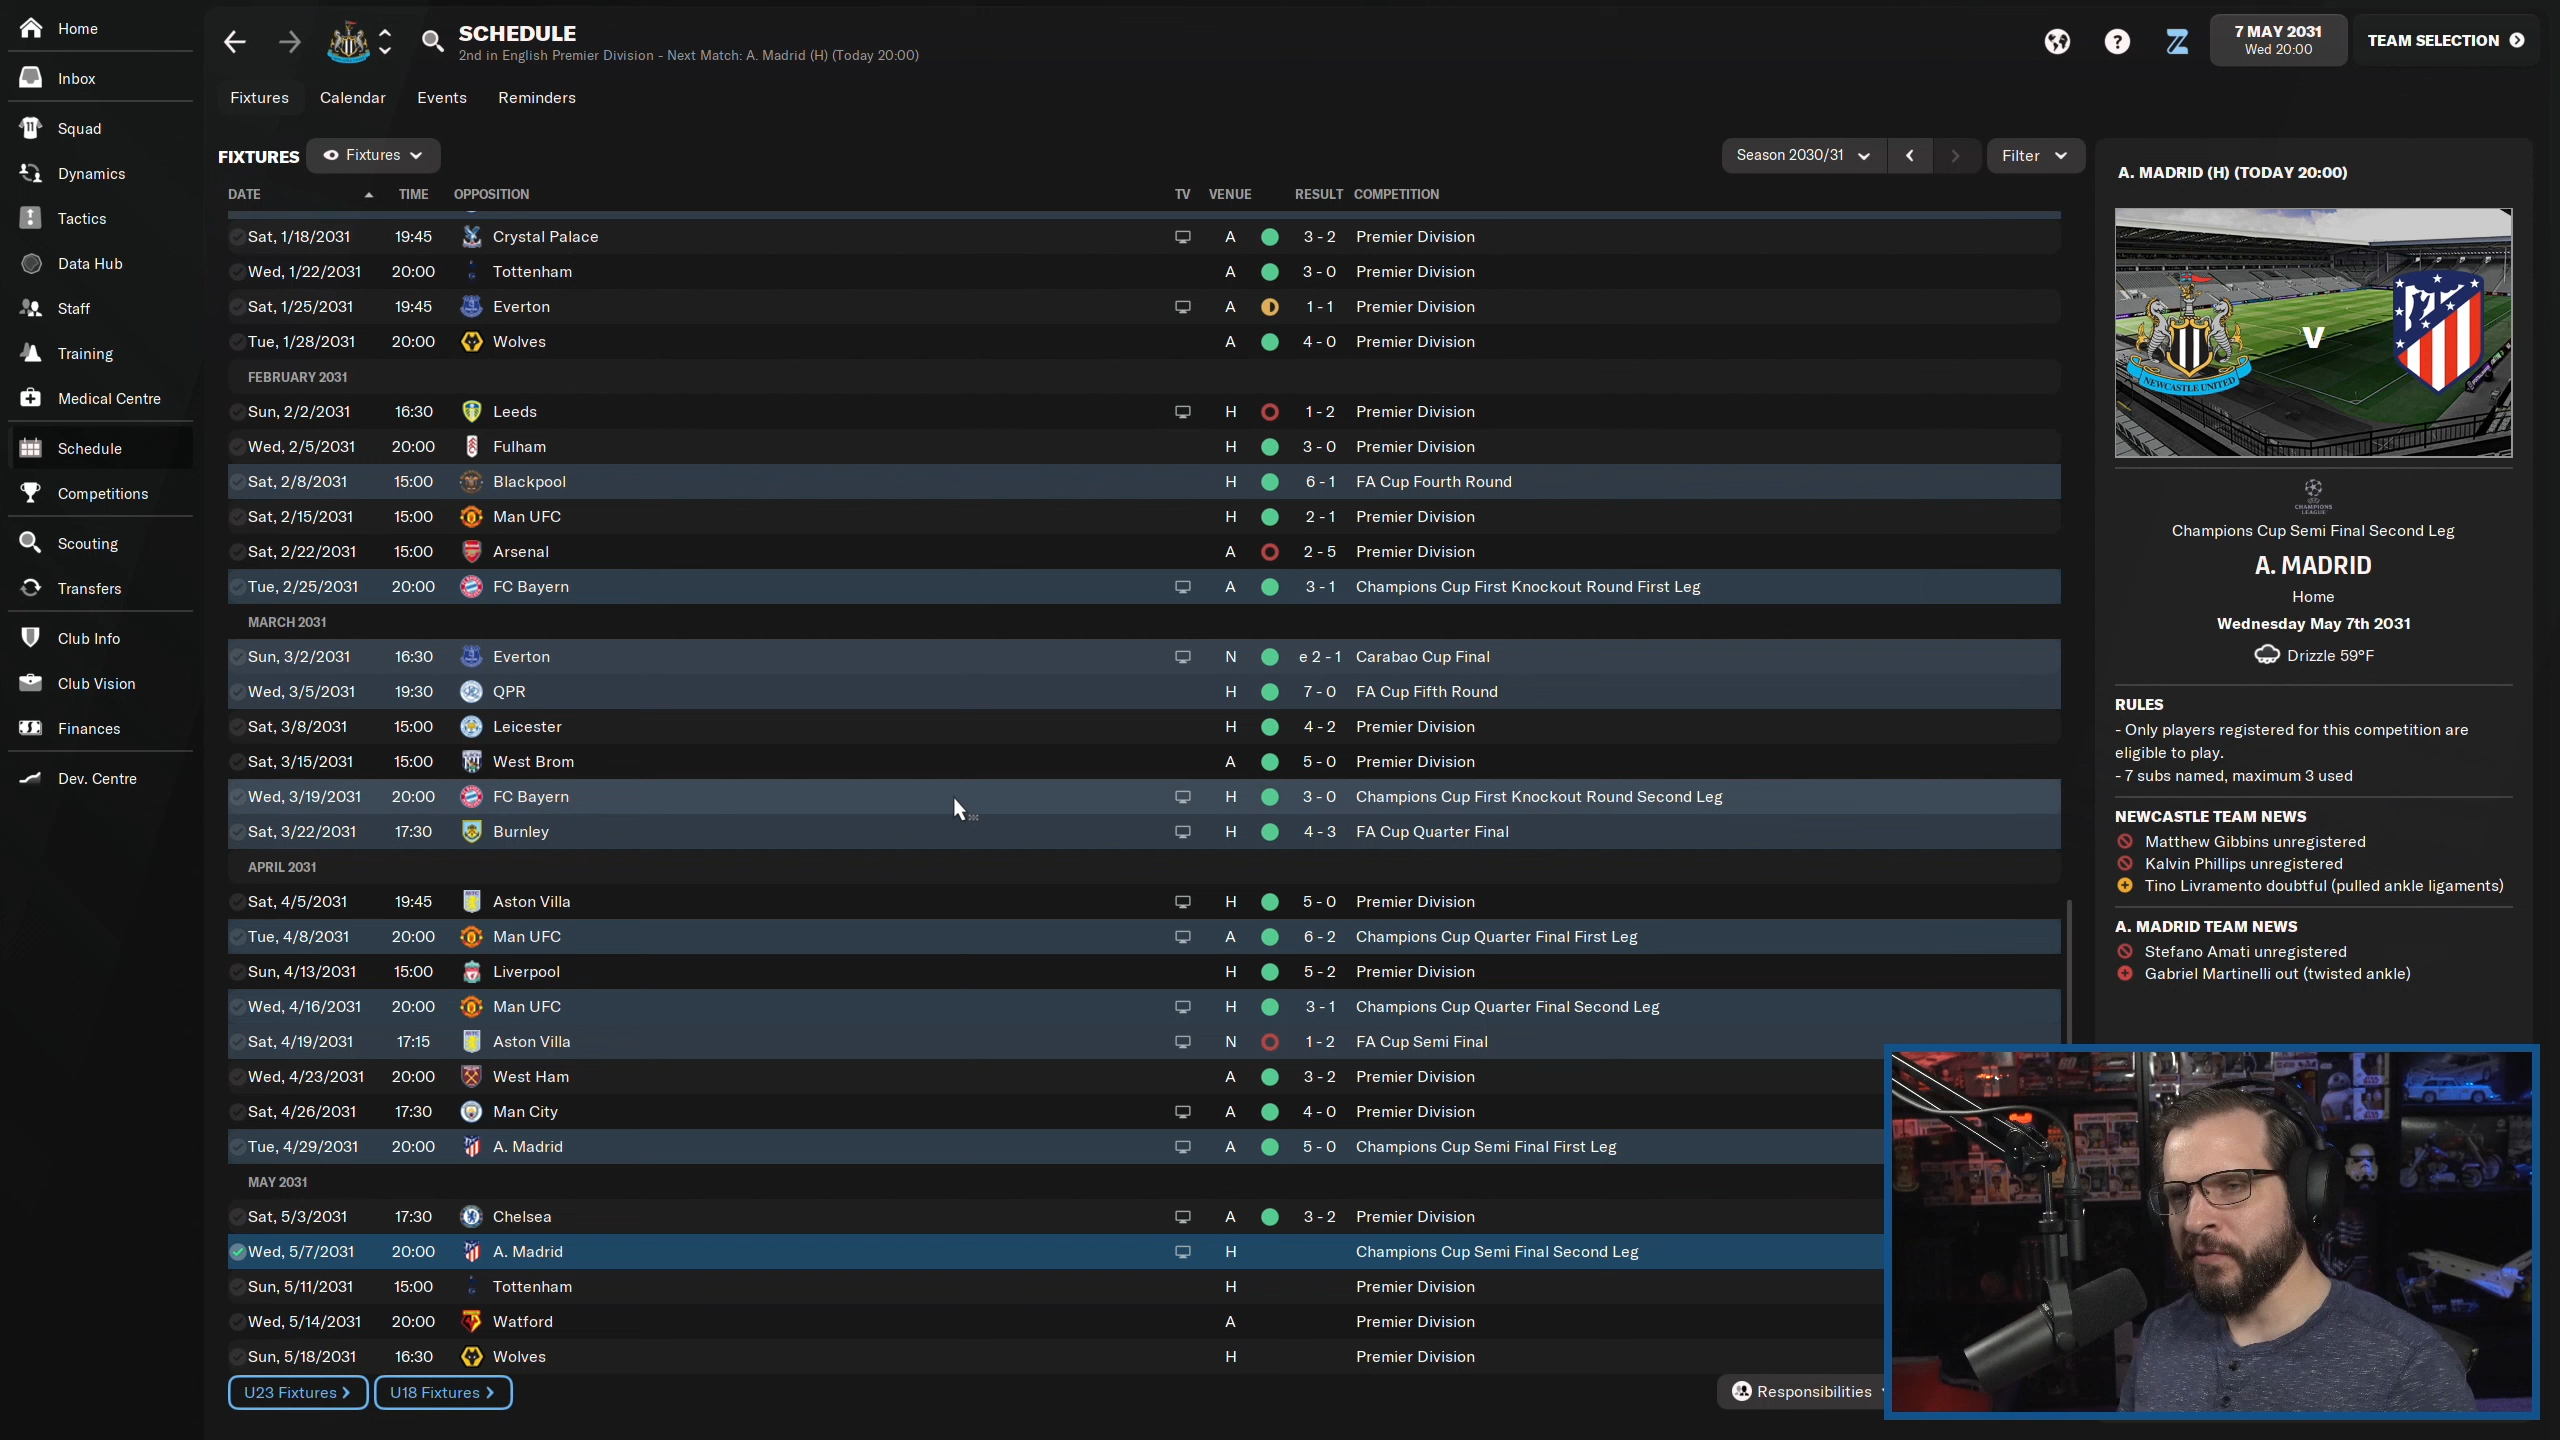 Home
Inbox
Squad
Dynamics
Tactics
Data Hub
Staff
Training
Medical Centre
Schedule
Competitions
Scouting
Transfers
Club Info
Club Vision
Finances
Dev. Centre
SCHEDULE
2nd in English Premier Division - Next Match: A. Madrid (H) (Today 20:00)
7 MAY 2031
Wed 20:00
TEAM SELECTION
Fixtures Calendar Events Reminders
FIXTURES Fixtures Season 2030/31 Filter
DATE TIME OPPOSITION TV VENUE RESULT COMPETITION
Sat, 1/18/2031 19:45 Crystal Palace A 3 - 2 Premier Division
Wed, 1/22/2031 20:00 Tottenham A 3 - 0 Premier Division
Sat, 1/25/2031 19:45 Everton A 1 - 1 Premier Division
Tue, 1/28/2031 20:00 Wolves A 4 - 0 Premier Division
FEBRUARY 2031
Sun, 2/2/2031 16:30 Leeds H 1 - 2 Premier Division
Wed, 2/5/2031 20:00 Fulham H 3 - 0 Premier Division
Sat, 2/8/2031 15:00 Blackpool H 6 - 1 FA Cup Fourth Round
Sat, 2/15/2031 15:00 Man UFC H 2 - 1 Premier Division
Sat, 2/22/2031 15:00 Arsenal A 2 - 5 Premier Division
Tue, 2/25/2031 20:00 FC Bayern A 3 - 1 Champions Cup First Knockout Round First Leg
MARCH 2031
Sun, 3/2/2031 16:30 Everton N e 2 - 1 Carabao Cup Final
Wed, 3/5/2031 19:30 QPR H 7 - 0 FA Cup Fifth Round
Sat, 3/8/2031 15:00 Leicester H 4 - 2 Premier Division
Sat, 3/15/2031 15:00 West Brom A 5 - 0 Premier Division
Wed, 3/19/2031 20:00 FC Bayern H 3 - 0 Champions Cup First Knockout Round Second Leg
Sat, 3/22/2031 17:30 Burnley H 4 - 3 FA Cup Quarter Final
APRIL 2031
Sat, 4/5/2031 19:45 Aston Villa H 5 - 0 Premier Division
Tue, 4/8/2031 20:00 Man UFC A 6 - 2 Champions Cup Quarter Final First Leg
Sun, 4/13/2031 15:00 Liverpool H 5 - 2 Premier Division
Wed, 4/16/2031 20:00 Man UFC H 3 - 1 Champions Cup Quarter Final Second Leg
Sat, 4/19/2031 17:15 Aston Villa N 1 - 2 FA Cup Semi Final
Wed, 4/23/2031 20:00 West Ham A 3 - 2 Premier Division
Sat, 4/26/2031 17:30 Man City A 4 - 0 Premier Division
Tue, 4/29/2031 20:00 A. Madrid A 5 - 0 Champions Cup Semi Final First Leg
MAY 2031
Sat, 5/3/2031 17:30 Chelsea A 3 - 2 Premier Division
Wed, 5/7/2031 20:00 A. Madrid H Champions Cup Semi Final Second Leg
Sun, 5/11/2031 15:00 Tottenham H Premier Division
Wed, 5/14/2031 20:00 Watford A Premier Division
Sun, 5/18/2031 16:30 Wolves H Premier Division
U23 Fixtures U18 Fixtures Responsibilities
A. MADRID (H) (TODAY 20:00)
V
NEWCASTLE UNITED
CHAMPIONS
LEAGUE
Champions Cup Semi Final Second Leg
A. MADRID
Home
Wednesday May 7th 2031
Drizzle 59°F
RULES
- Only players registered for this competition are
eligible to play.
- 7 subs named, maximum 3 used
NEWCASTLE TEAM NEWS
Matthew Gibbins unregistered
Kalvin Phillips unregistered
Tino Livramento doubtful (pulled ankle ligaments)
A. MADRID TEAM NEWS
Stefano Amati unregistered
Gabriel Martinelli out (twisted ankle)